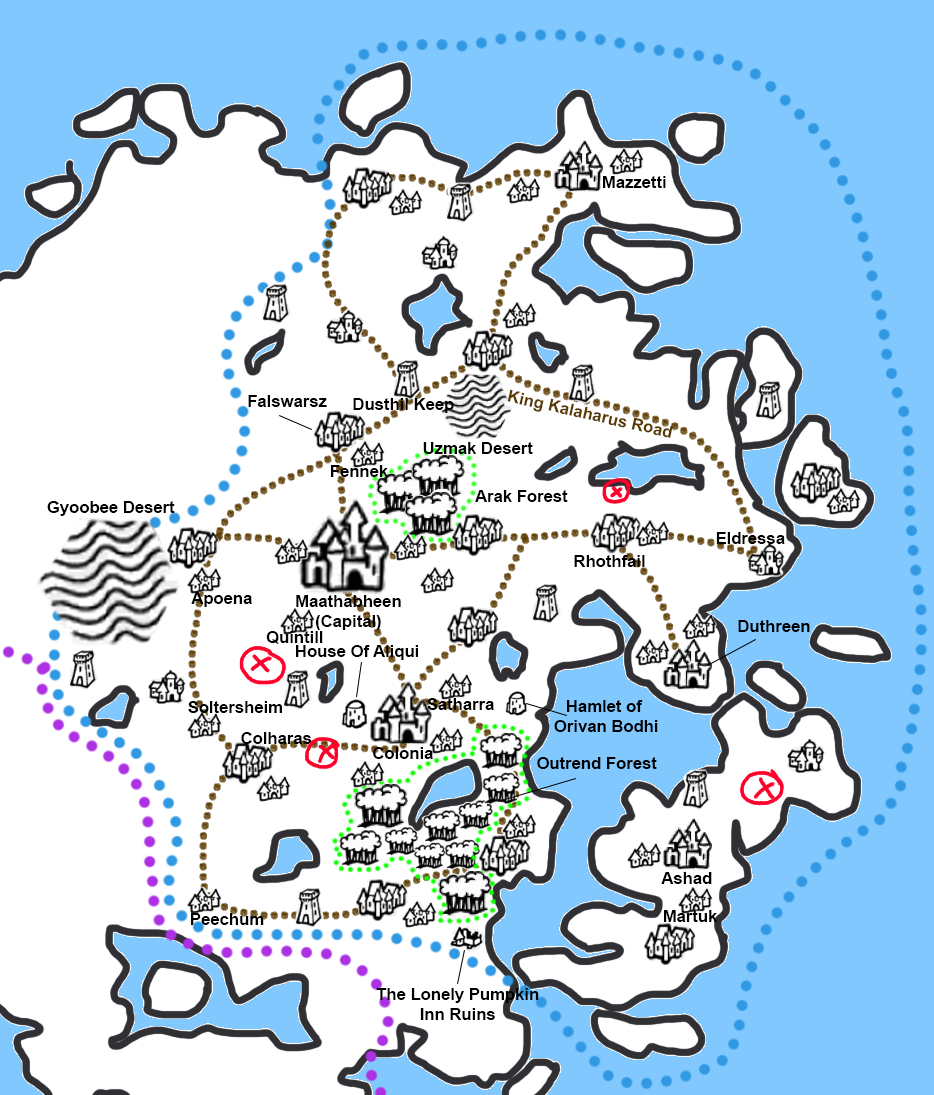 Mazzetti
Falswarsz
Dusthil Keep
King Kalaharus Road
Uzmak Desert
Fennek
Arak Forest
Gyoobee Desert
Eldressa
Rhothfail
Apoena
Maathabheen
(Capital)
Quintill
House Of Aliqui
Duthreen
Soltersheim
Satharra
Hamlet of
Orivan Bodhi
Colharas
Colonia
Outrend Forest
Ashad
Martuk
Peechum
The Lonely Pumpkin
Inn Ruins